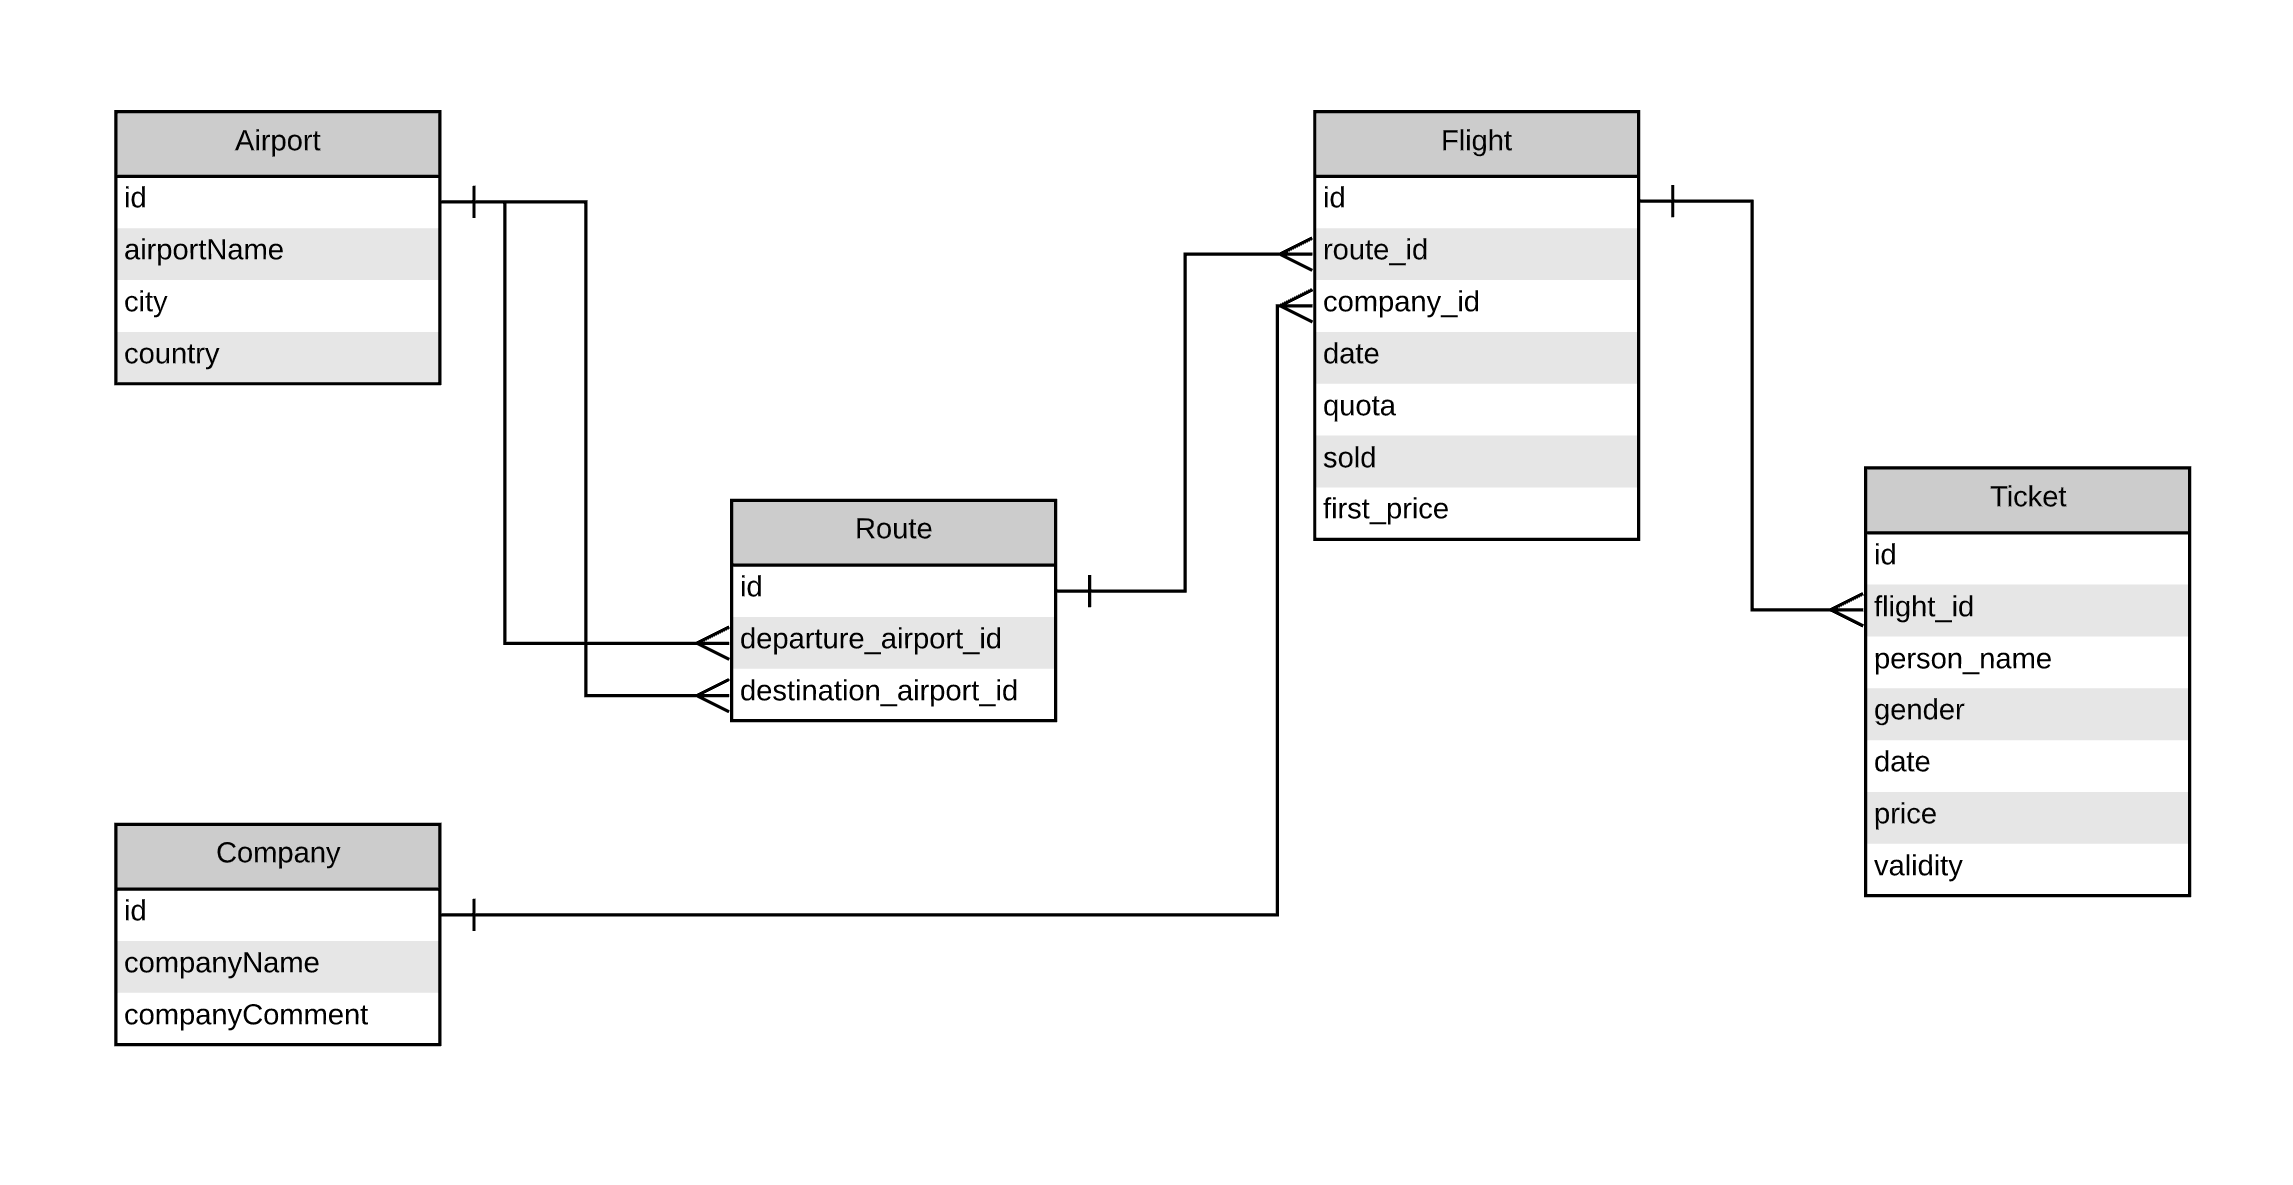 Airport
id
airportName
city
country
Flight
id
route_id
company_id
date
quota
sold
first_price
Route
id
departure_airport_id
destination_airport_id
Ticket
id
flight_id
person_name
gender
date
price
validity
Company
id
companyName
companyComment